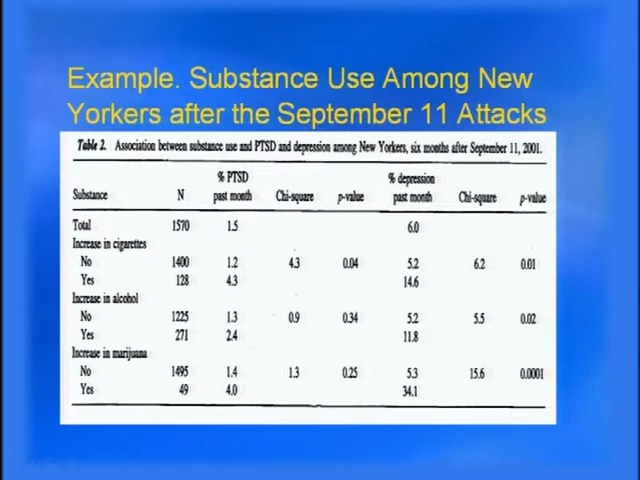 Example. Substance Use Among New
Yorkers after the September 11 Attacks
Table 2. Association between substance use and PTSD and depression among New Yorkers, six months after September 11, 2001.
% PTSD % depression
Substance N past month Chi-square p-value past month Chi-square p-value
Total 1570 1.5 6.0
Increase in cigarettes
No 1400 1.2 4.3 0.04 5.2 6.2 0.01
Yes 128 4.3 14.6
Increase in alcohol
No 1225 1.3 0.9 0.34 5.2 5.5 0.02
Yes 271 2.4 11.8
Increase in marijuana
No 1495 1.4 1.3 0.25 5.3 15.6 0.0001
Yes 49 4.0 34.1